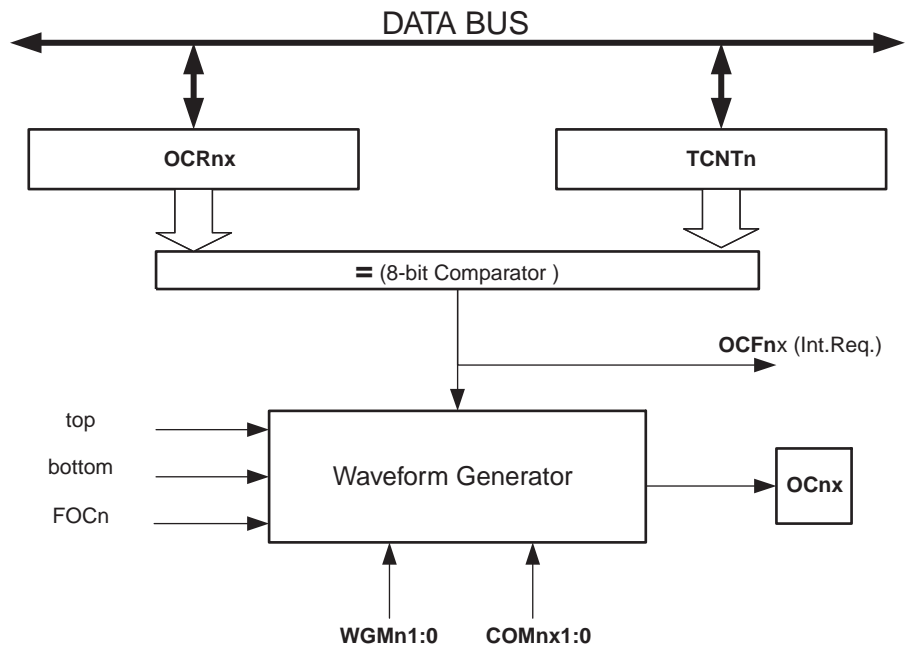 DATA BUS
OCRnx
TCNTn
= (8-bit Comparator )
OCFnx (Int.Req.)
top
bottom
FOCn
Waveform Generator
OCnx
WGMn1:0
COMnx1:0